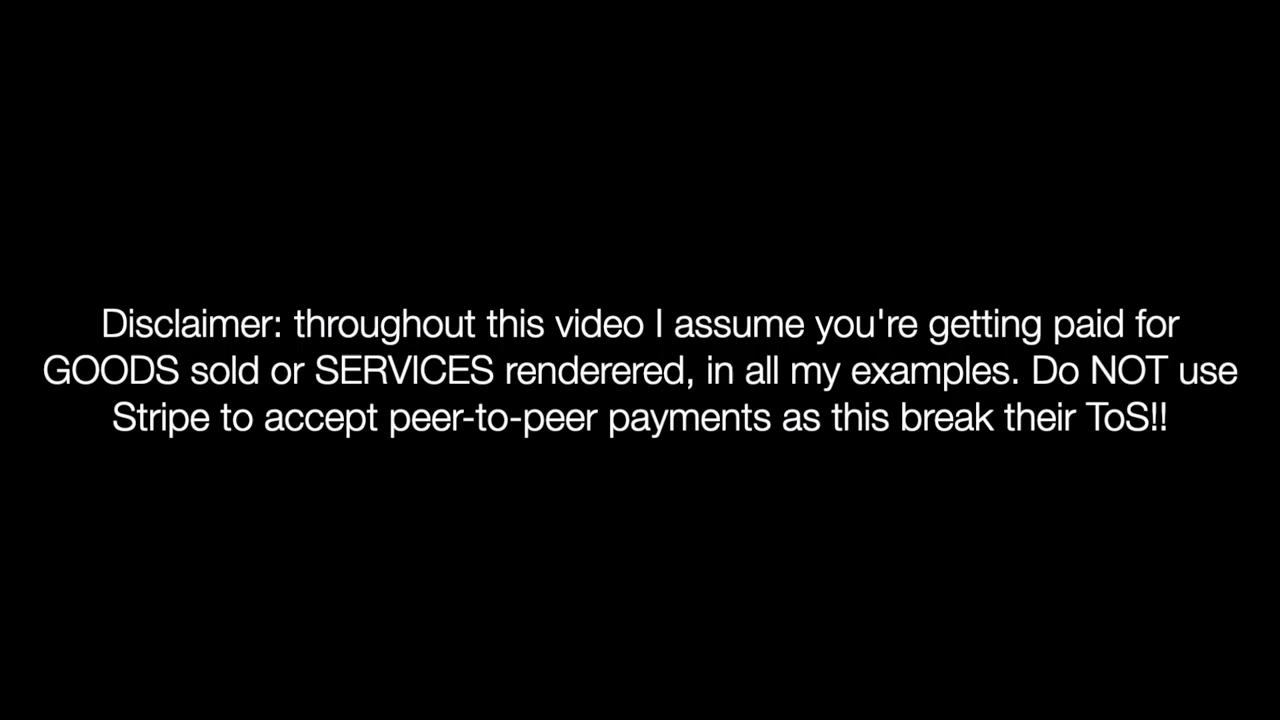 Disclaimer: throughout this video I assume you're getting paid for
GOODS sold or SERVICES renderered, in all my examples. Do NOT use
Stripe to accept peer-to-peer payments as this break their ToS!!